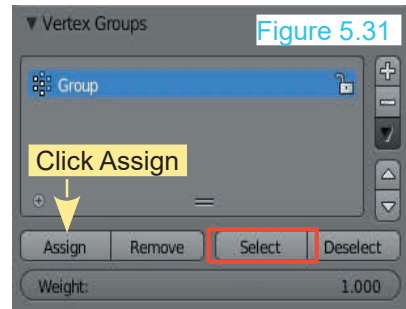 Vertex Groups
Figure 5.31
Group
Click Assign
Assign Remove Select Deselect
Weight: 1.000